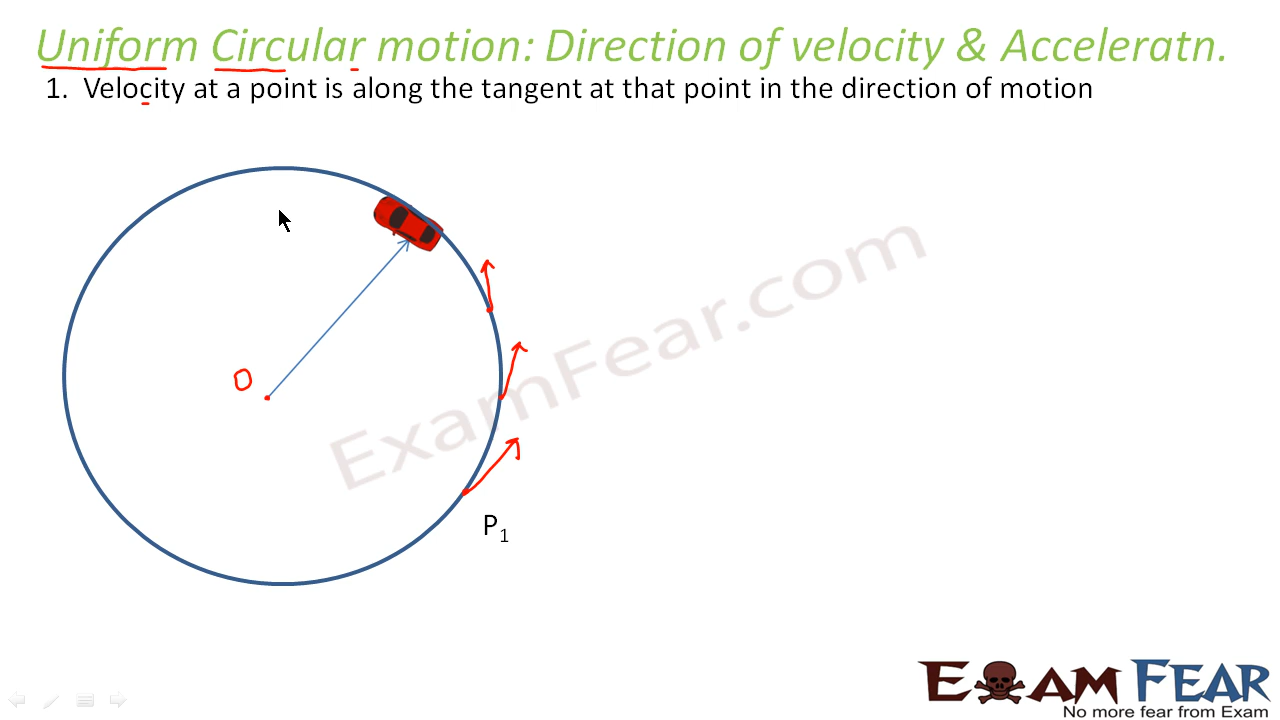 Uniform Circular motion: Direction of velocity & Acceleratn.
1. Velocity at a point is along the tangent at that point in the direction of motion
O
P₁
ExamFear.com
EXAM FEAR
No more fear from Exam